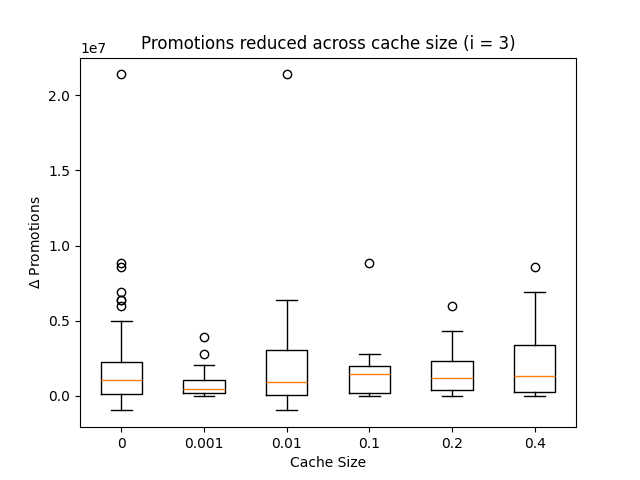 Promotions reduced across cache size (i = 3)
1e7
2.0
1.5
1.0
0.5
0.0
Δ Promotions
0 0.001 0.01 0.1 0.2 0.4
Cache Size